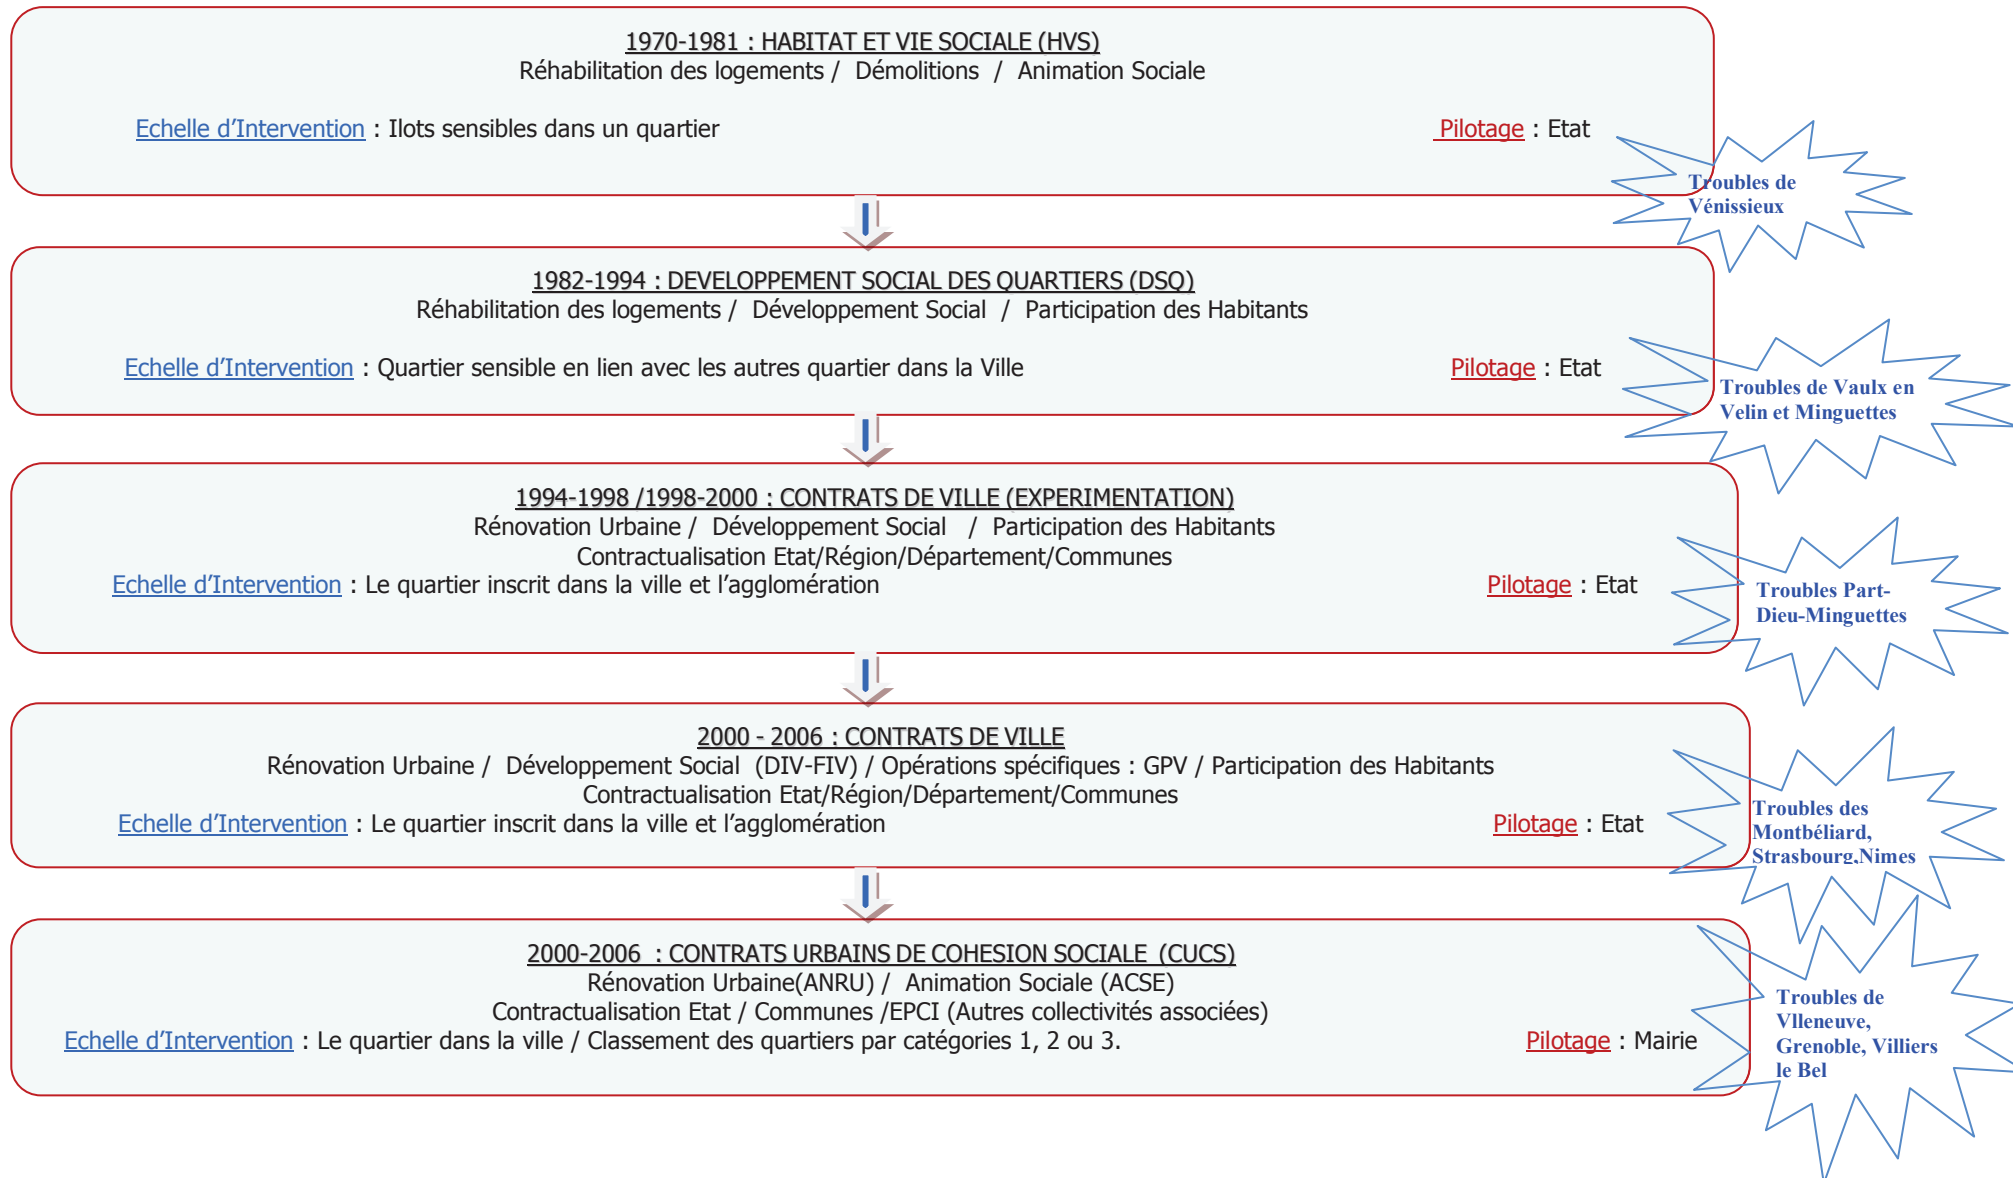 1970-1981 : HABITAT ET VIE SOCIALE (HVS)
Réhabilitation des logements / Démolitions / Animation Sociale
Echelle d'Intervention : Ilots sensibles dans un quartier
Pilotage : Etat
Troubles de
Vénissieux
1982-1994 : DEVELOPPEMENT SOCIAL DES QUARTIERS (DSQ)
Réhabilitation des logements / Développement Social / Participation des Habitants
Echelle d'Intervention : Quartier sensible en lien avec les autres quartier dans la Ville
Pilotage : Etat
Troubles de Vaulx en
Velin et Minguettes
1994-1998 /1998-2000 : CONTRATS DE VILLE (EXPERIMENTATION)
Rénovation Urbaine / Développement Social / Participation des Habitants
Contractualisation Etat/Région/Département/Communes
Echelle d'Intervention : Le quartier inscrit dans la ville et l'agglomération
Pilotage : Etat
Troubles Part-
Dieu-Minguettes
2000 - 2006 : CONTRATS DE VILLE
Rénovation Urbaine / Développement Social (DIV-FIV) / Opérations spécifiques : GPV / Participation des Habitants
Contractualisation Etat/Région/Département/Communes
Echelle d'Intervention : Le quartier inscrit dans la ville et l'agglomération
Pilotage : Etat
Troubles des
Montbéliard,
Strasbourg,Nimes
2000-2006 : CONTRATS URBAINS DE COHESION SOCIALE (CUCS)
Rénovation Urbaine(ANRU) / Animation Sociale (ACSE)
Contractualisation Etat / Communes /EPCI (Autres collectivités associées)
Echelle d'Intervention : Le quartier dans la ville / Classement des quartiers par catégories 1, 2 ou 3.
Pilotage : Mairie
Troubles de
Vlleneuve,
Grenoble, Villiers
le Bel